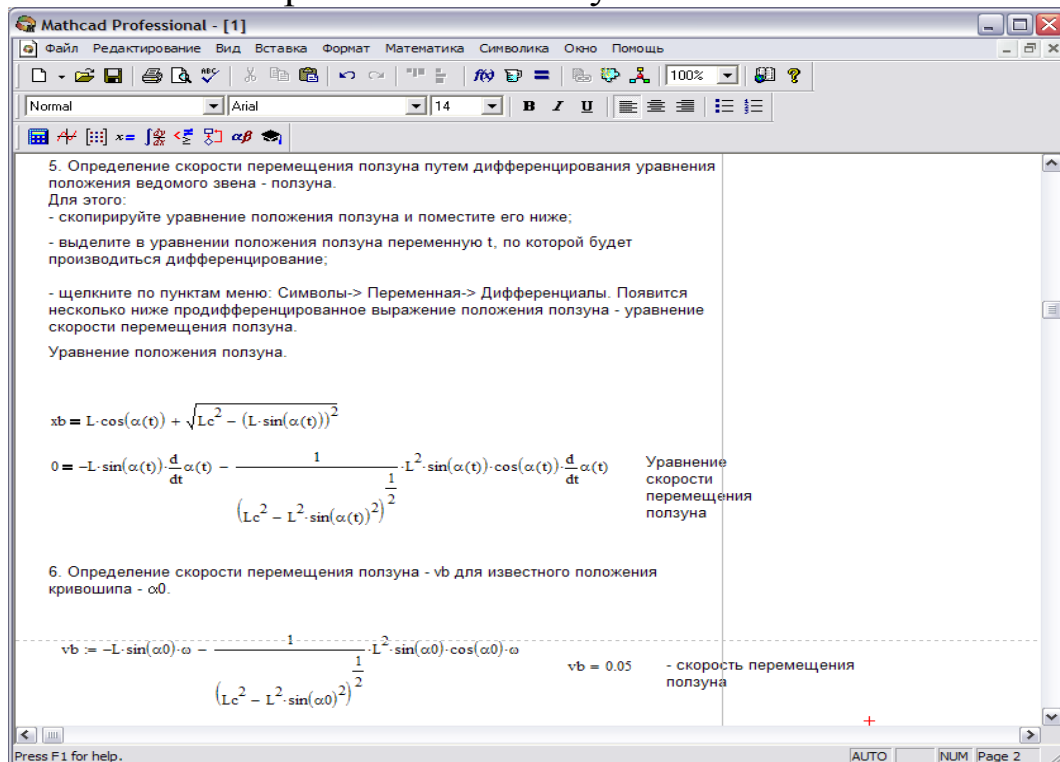 Mathcad Professional - [1]
Файл Редактирование Вид Вставка Формат Математика Символика Окно Помощь
100%
Normal Arial 14 B I U
5. Определение скорости перемещения ползуна путем дифференцирования уравнения
положения ведомого звена - ползуна.
Для этого:
- скопирируйте уравнение положения ползуна и поместите его ниже;
- выделите в уравнении положения ползуна переменную t, по которой будет
производиться дифференцирование;
- щелкните по пунктам меню: Символы-> Переменная-> Дифференциалы. Появится
несколько ниже продифференцированное выражение положения ползуна - уравнение
скорости перемещения ползуна.
Уравнение положения ползуна.
xb = L·cos(α(t)) + √(Lc² − (L·sin(α(t)))²)
0 = −L·sin(α(t))·d/dt α(t) − 1/(Lc² − L²·sin(α(t))²)^(1/2)·L²·sin(α(t))·cos(α(t))·d/dt α(t)
Уравнение
скорости
перемещения
ползуна
6. Определение скорости перемещения ползуна - vb для известного положения
кривошипа - α0.
vb := −L·sin(α0)·ω − 1/(Lc² − L²·sin(α0)²)^(1/2)·L²·sin(α0)·cos(α0)·ω
vb = 0.05 - скорость перемещения
ползуна
Press F1 for help. AUTO NUM Page 2